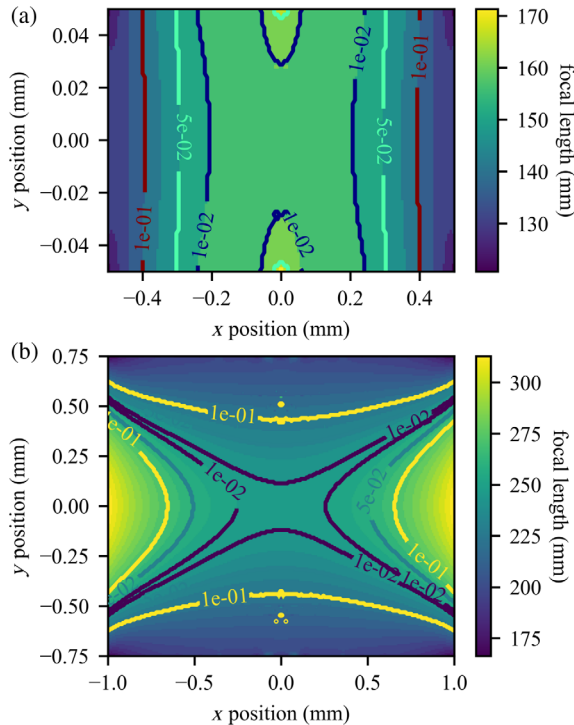 (a)
0.04
0.02
0.00
−0.02
−0.04
y position (mm)
1e-01
5e-02
1e-02
1e-02
1e-02
5e-02
1e-01
1e-02
−0.4
−0.2
0.0
0.2
0.4
x position (mm)
170
160
150
140
130
focal length (mm)
(b)
0.75
0.50
0.25
0.00
−0.25
−0.50
−0.75
y position (mm)
1e-01
1e-02
1e-01
1e-02
5e-02
1e-01
1e-02
1e-02
1e-01
−1.0
−0.5
0.0
0.5
1.0
x position (mm)
300
275
250
225
200
175
focal length (mm)